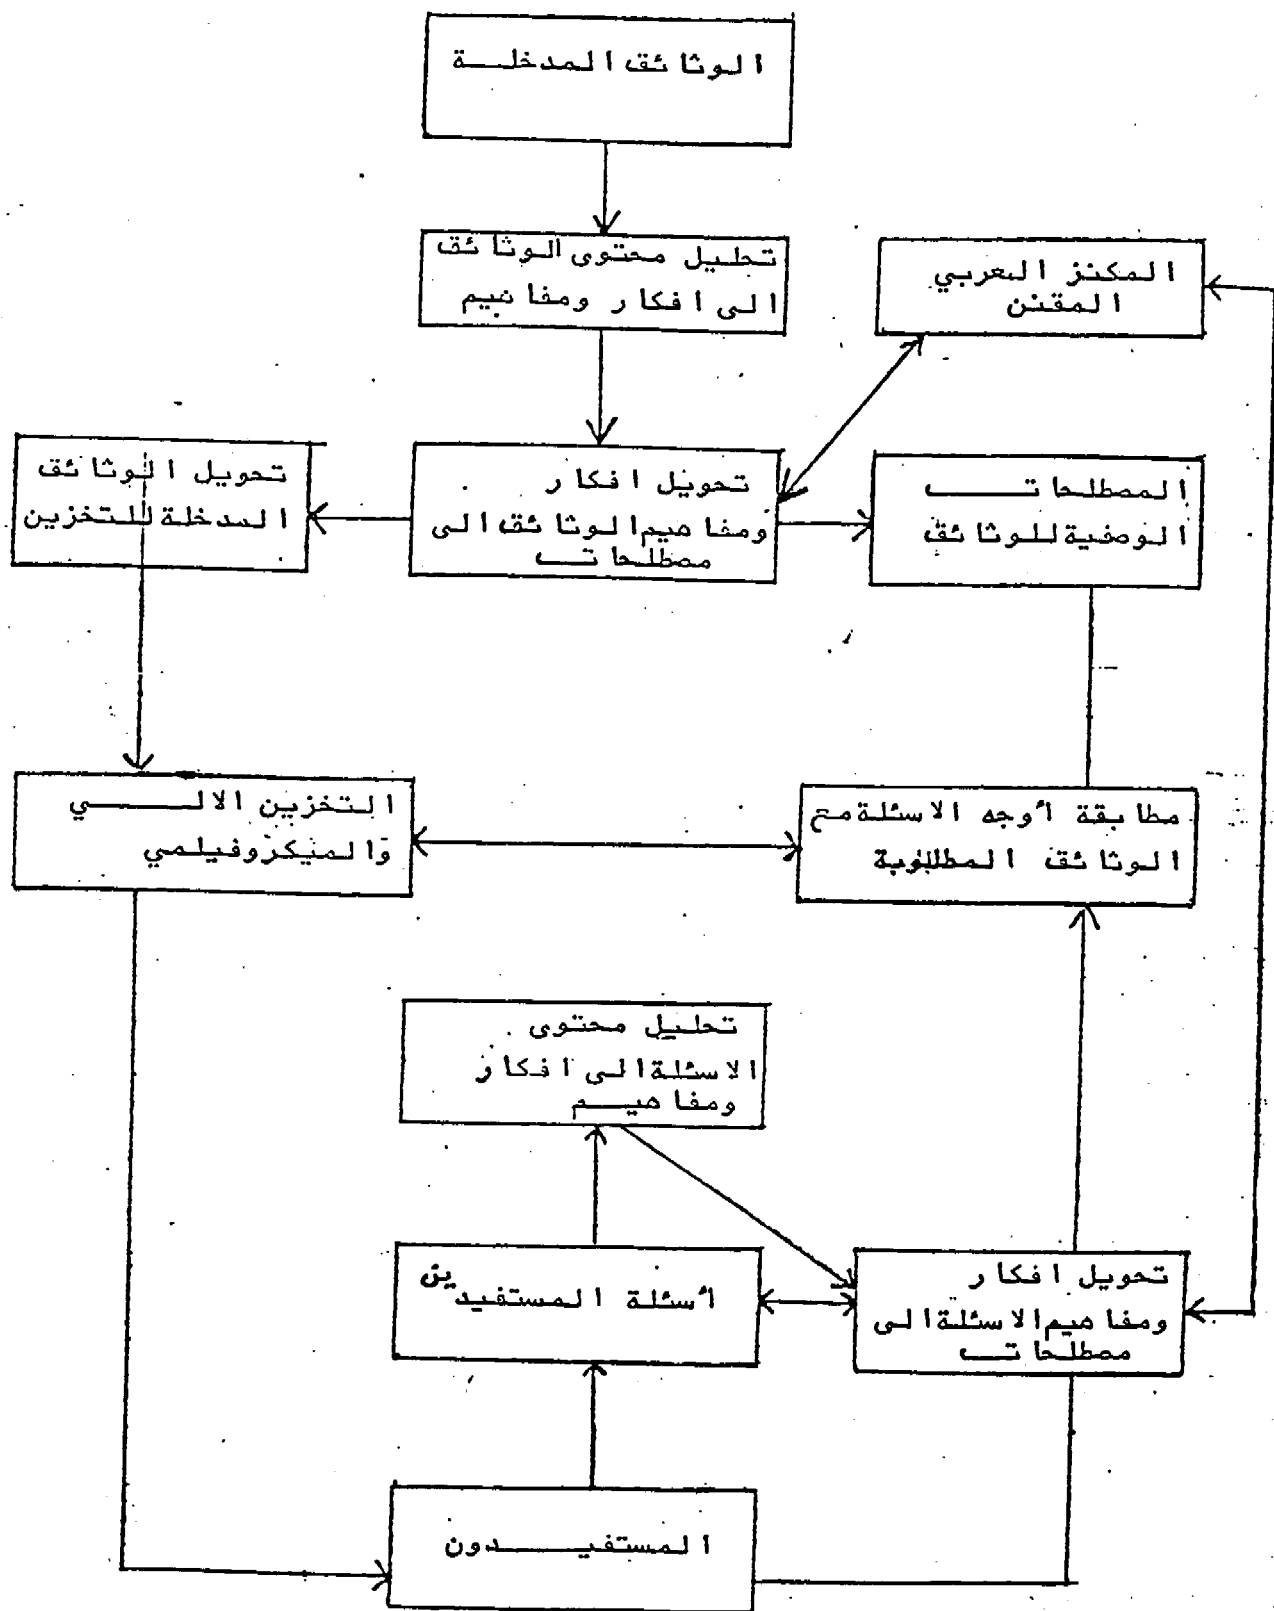 الوثائق المدخلة
تحليل محتوى الوثائق
الى افكار ومفاهيم
المكنز العربي
المقنن
تحويل افكار
ومفاهيم الوثائق الى
مصطلحات
المصطلحات
الوصفية للوثائق
تحويل الوثائق
المدخلة للتخزين
مطابقة أوجه الاسئلة مع
الوثائق المطلوبة
التخزين الالي
والميكروفيلمي
تحليل محتوى
الاسئلة الى افكار
ومفاهيم
أسئلة المستفيدين
تحويل افكار
ومفاهيم الاسئلة الى
مصطلحات
المستفيدون